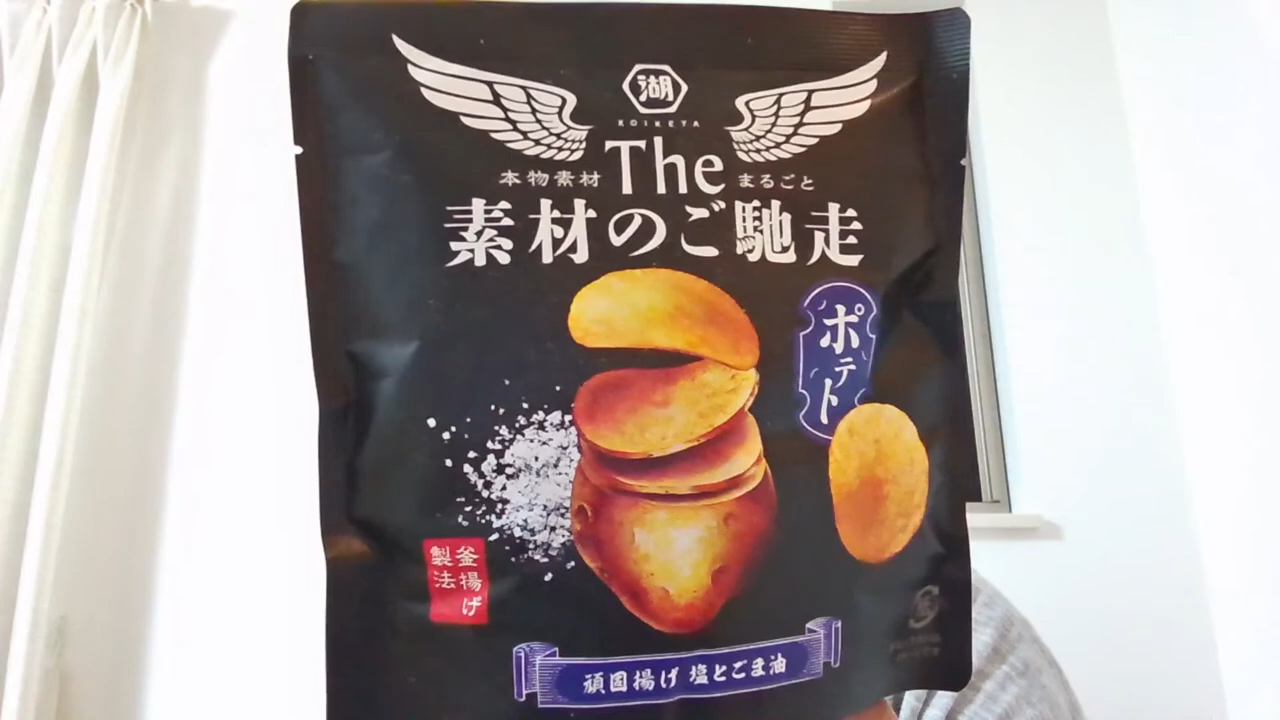 湖
KOIKEYA
本物素材 The まるごと
素材のご馳走
ポテト
釜揚げ
製法
頑固揚げ 塩とごま油